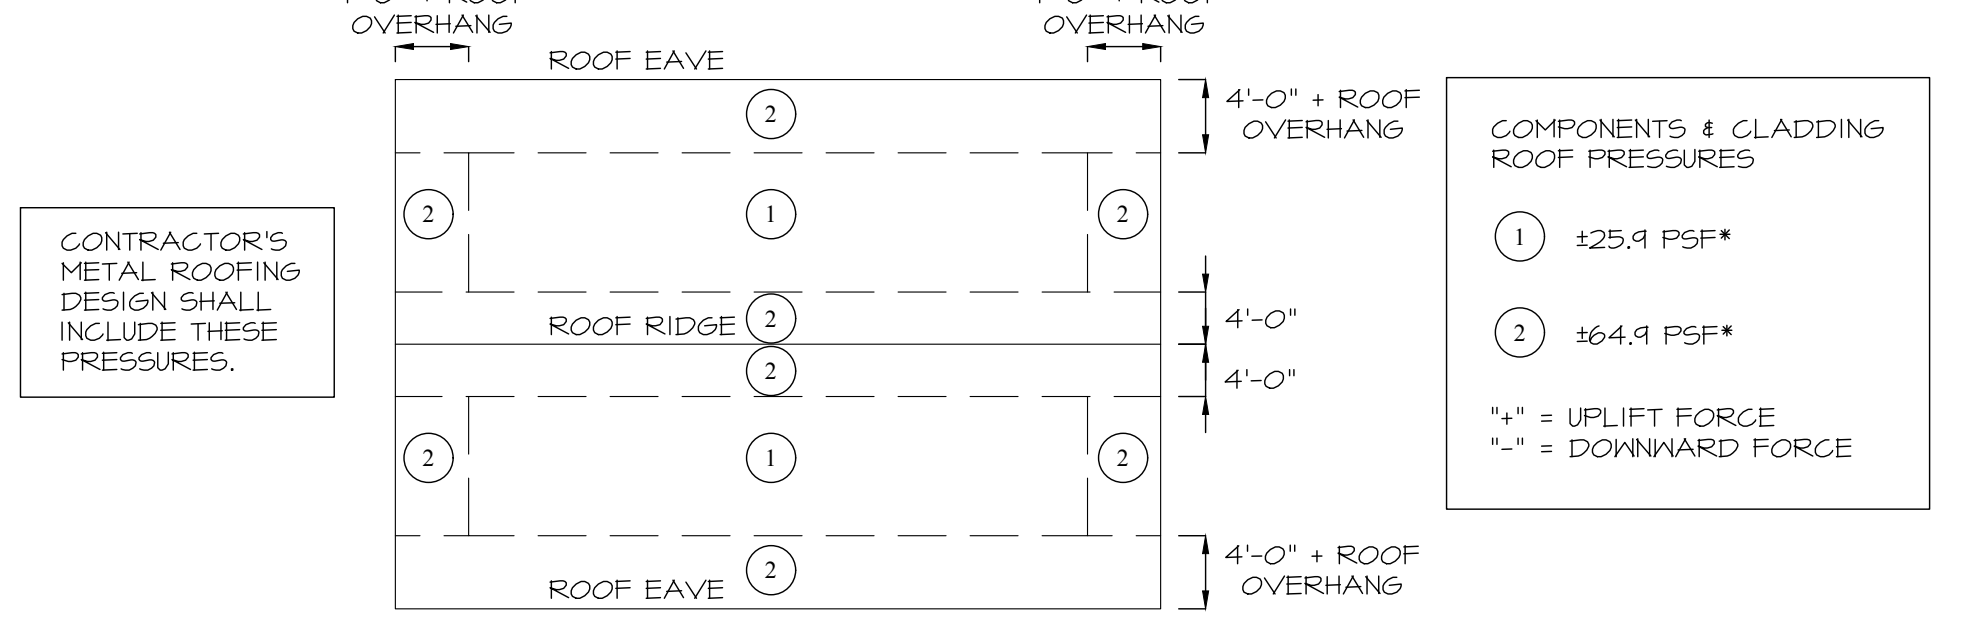 OVERHANG
OVERHANG
ROOF EAVE
2
4'-0" + ROOF
OVERHANG
2
1
2
ROOF RIDGE
2
4'-0"
2
4'-0"
2
1
2
2
ROOF EAVE
4'-0" + ROOF
OVERHANG
CONTRACTOR'S
METAL ROOFING
DESIGN SHALL
INCLUDE THESE
PRESSURES.
COMPONENTS & CLADDING
ROOF PRESSURES
1 ±25.9 PSF*
2 ±64.9 PSF*
"+" = UPLIFT FORCE
"-" = DOWNWARD FORCE